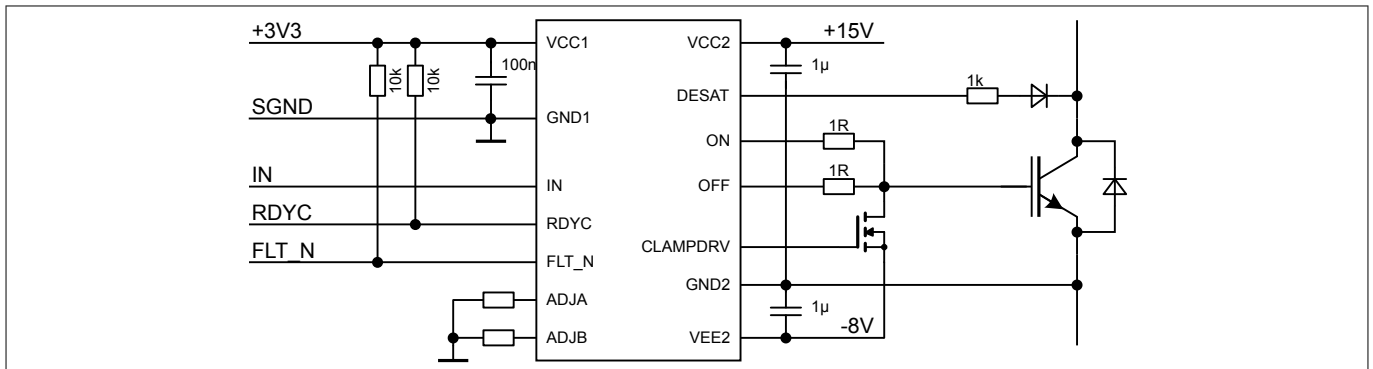 +3V3
VCC1
VCC2
+15V
10k
10k
100n
1µ
1k
DESAT
SGND
GND1
ON
1R
IN
IN
OFF
1R
RDYC
RDYC
CLAMPDRV
FLT_N
FLT_N
GND2
ADJA
1µ
ADJB
VEE2
-8V